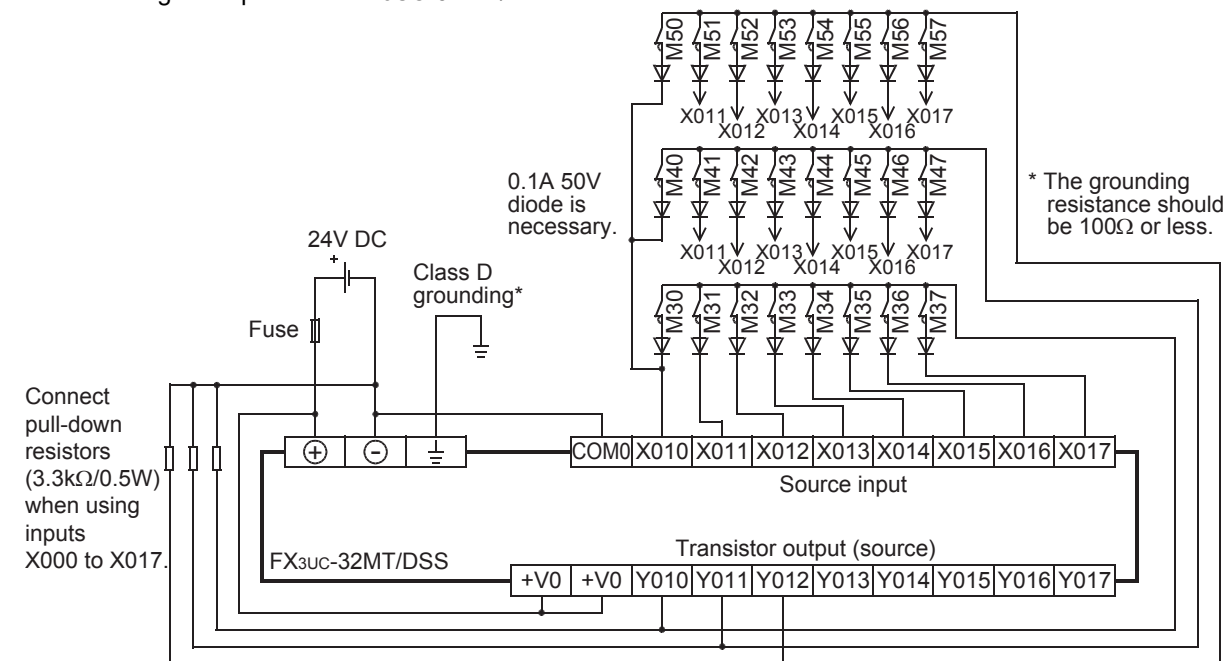 M50 M51 M52 M53 M54 M55 M56 M57
X011 X013 X015 X017
X012 X014 X016
M40 M41 M42 M43 M44 M45 M46 M47
0.1A 50V
diode is
necessary.
* The grounding
resistance should
be 100Ω or less.
X011 X013 X015 X017
X012 X014 X016
24V DC
+
Class D
grounding*
M30 M31 M32 M33 M34 M35 M36 M37
Fuse
Connect
pull-down
resistors
(3.3kΩ/0.5W)
when using
inputs
X000 to X017.
+ -
COM0 X010 X011 X012 X013 X014 X015 X016 X017
Source input
FX3UC-32MT/DSS
Transistor output (source)
+V0 +V0 Y010 Y011 Y012 Y013 Y014 Y015 Y016 Y017